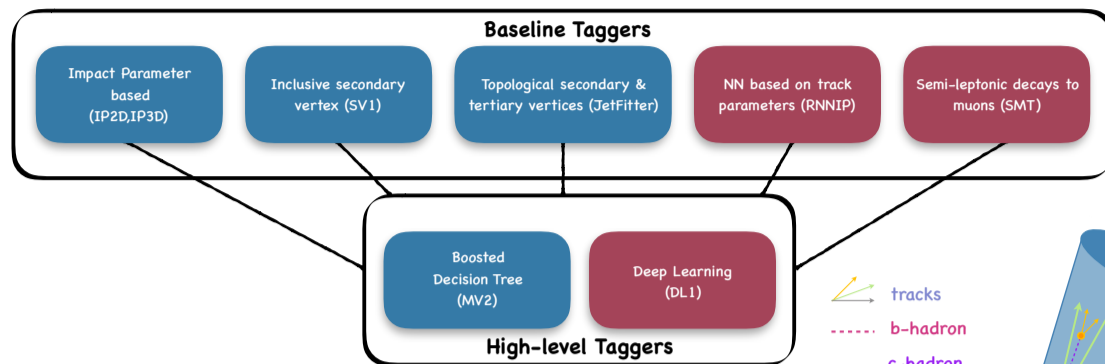 Baseline Taggers
Impact Parameter
based
(IP2D,IP3D)
Inclusive secondary
vertex (SV1)
Topological secondary &
tertiary vertices (JetFitter)
NN based on track
parameters (RNNIP)
Semi-leptonic decays to
muons (SMT)
Boosted
Decision Tree
(MV2)
Deep Learning
(DL1)
High-level Taggers
tracks
b-hadron
c-hadron